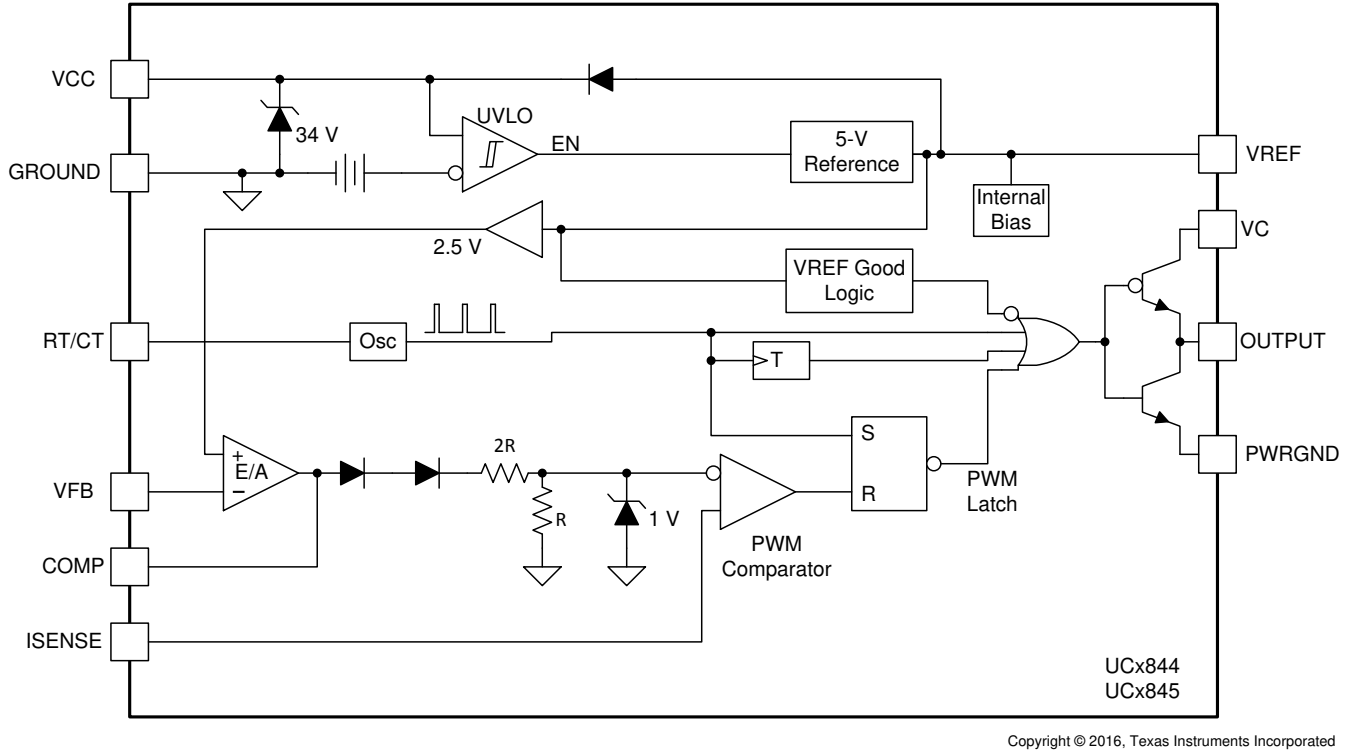 VCC
34 V
UVLO
EN
5-V
Reference
GROUND
VREF
Internal
Bias
2.5 V
VC
VREF Good
Logic
RT/CT
Osc
T
OUTPUT
+
E/A
−
2R
S
VFB
R
1 V
R
PWM
Latch
PWRGND
COMP
PWM
Comparator
ISENSE
UCx844
UCx845
Copyright © 2016, Texas Instruments Incorporated